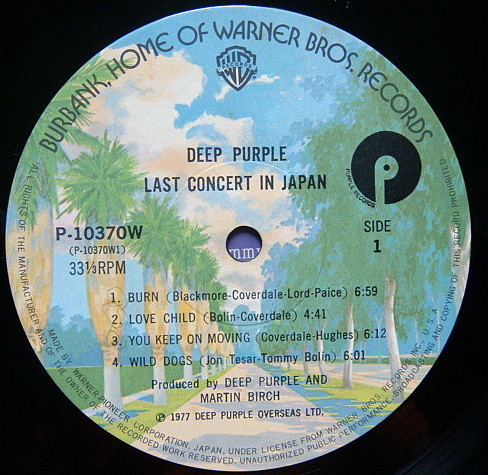 BURBANK, HOME OF WARNER BROS. RECORDS
WB
RECORDS
DEEP PURPLE
LAST CONCERT IN JAPAN
P
PURPLE RECORDS
P-10370W
(P-10370W1)
33⅓RPM
SIDE
1
mm
1. BURN (Blackmore-Coverdale-Lord-Paice) 6:59
2. LOVE CHILD (Bolin-Coverdale) 4:41
3. YOU KEEP ON MOVING (Coverdale-Hughes) 6:12
4. WILD DOGS (Jon Tesar-Tommy Bolin) 6:01
Produced by DEEP PURPLE AND
MARTIN BIRCH
℗ 1977 DEEP PURPLE OVERSEAS LTD.
MADE BY WARNER-PIONEER CORPORATION, JAPAN, UNDER LICENSE FROM WARNER BROS. RECORDS INC., U.S.A.
ALL RIGHTS OF THE MANUFACTURER AND OF THE OWNER OF THE RECORDED WORK RESERVED. UNAUTHORIZED PUBLIC PERFORMANCE, BROADCASTING AND COPYING OF THIS RECORD PROHIBITED.